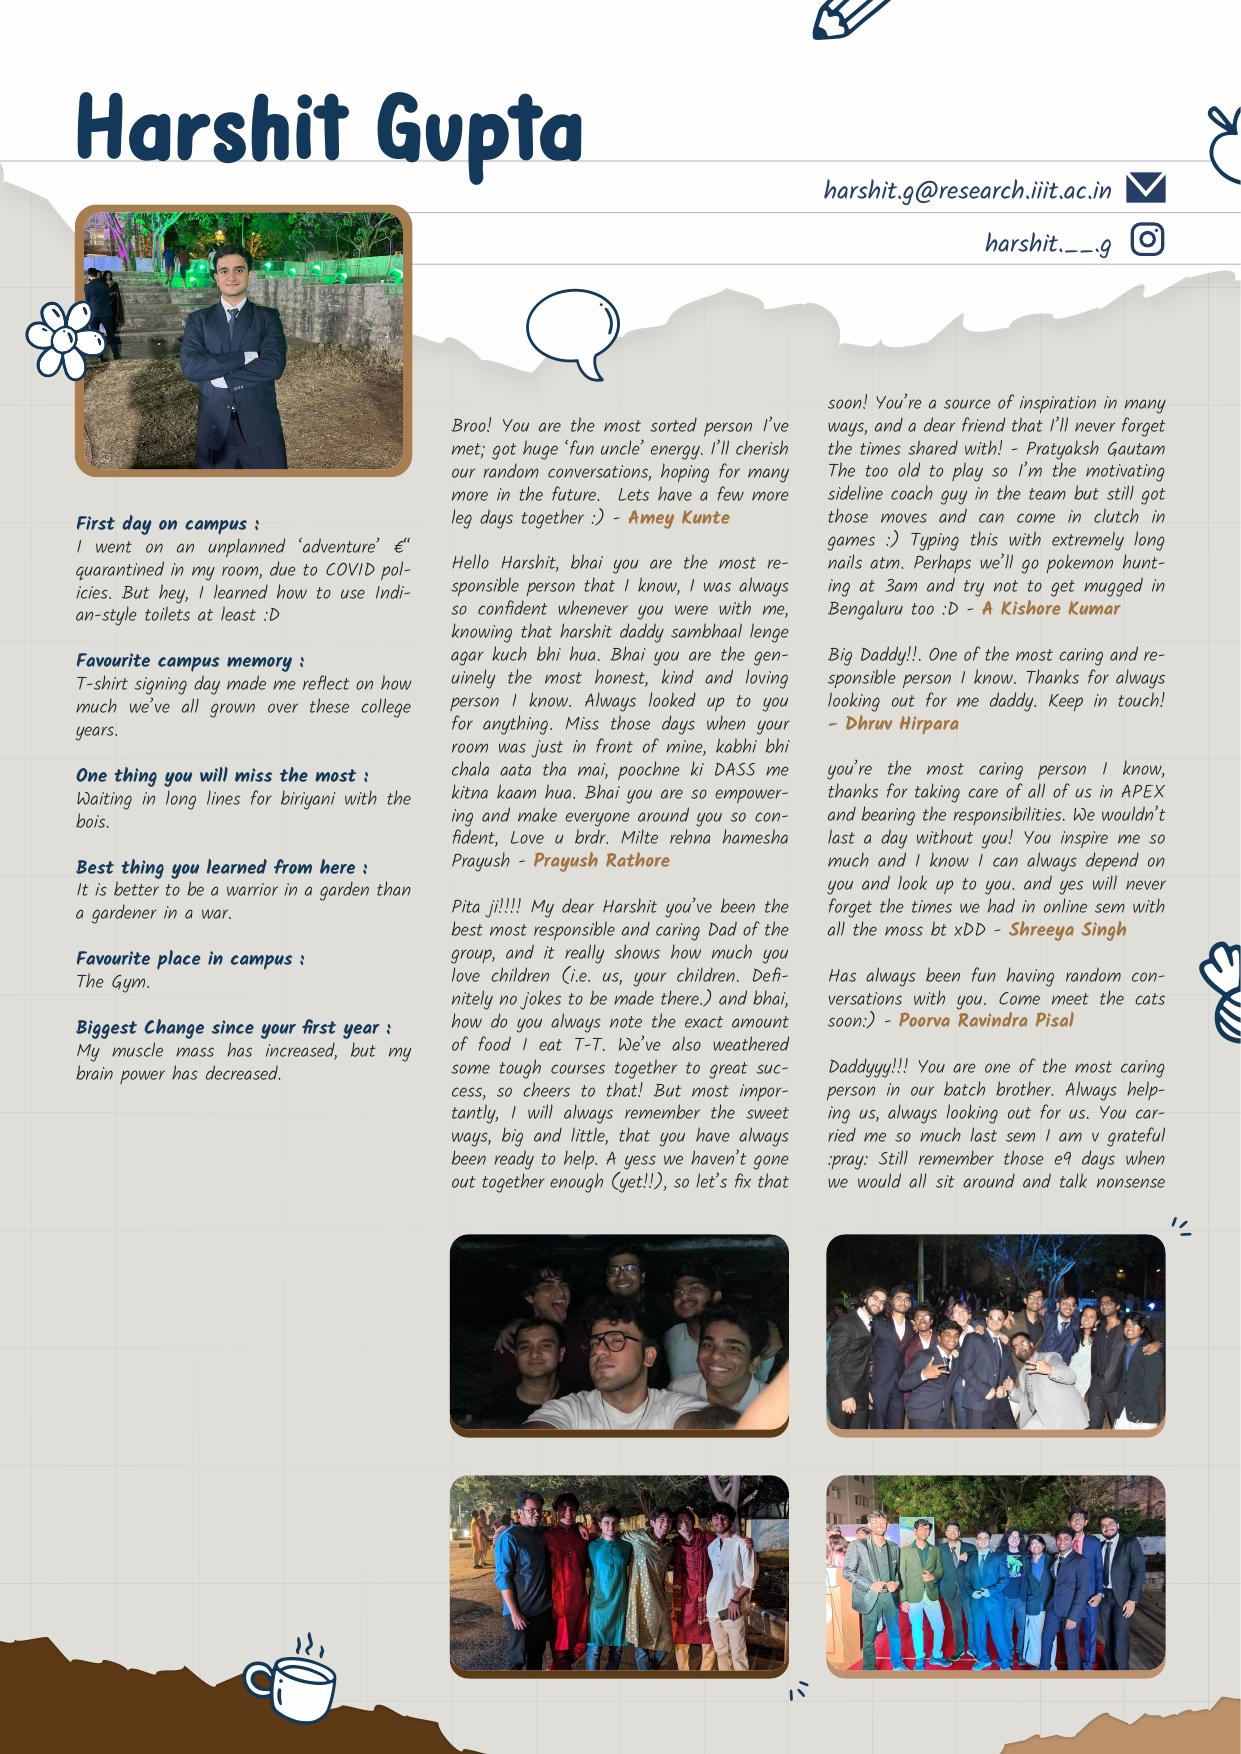 Harshit Gupta
harshit.g@research.iiit.ac.in
harshit.__.g
First day on campus :
I went on an unplanned ‘adventure’ €“
quarantined in my room, due to COVID pol-
icies. But hey, I learned how to use Indi-
an-style toilets at least :D
Favourite campus memory :
T-shirt signing day made me reflect on how
much we’ve all grown over these college
years.
One thing you will miss the most :
Waiting in long lines for biriyani with the
bois.
Best thing you learned from here :
It is better to be a warrior in a garden than
a gardener in a war.
Favourite place in campus :
The Gym.
Biggest Change since your first year :
My muscle mass has increased, but my
brain power has decreased.
Broo! You are the most sorted person I’ve
met; got huge ‘fun uncle’ energy. I’ll cherish
our random conversations, hoping for many
more in the future. Lets have a few more
leg days together :) - Amey Kunte
Hello Harshit, bhai you are the most re-
sponsible person that I know, I was always
so confident whenever you were with me,
knowing that harshit daddy sambhaal lenge
agar kuch bhi hua. Bhai you are the gen-
uinely the most honest, kind and loving
person I know. Always looked up to you
for anything. Miss those days when your
room was just in front of mine, kabhi bhi
chala aata tha mai, poochne ki DASS me
kitna kaam hua. Bhai you are so empower-
ing and make everyone around you so con-
fident, Love u brdr. Milte rehna hamesha
Prayush - Prayush Rathore
Pita ji!!!! My dear Harshit you’ve been the
best most responsible and caring Dad of the
group, and it really shows how much you
love children (i.e. us, your children. Defi-
nitely no jokes to be made there.) and bhai,
how do you always note the exact amount
of food I eat T-T. We’ve also weathered
some tough courses together to great suc-
cess, so cheers to that! But most impor-
tantly, I will always remember the sweet
ways, big and little, that you have always
been ready to help. A yess we haven’t gone
out together enough (yet!!), so let’s fix that
soon! You’re a source of inspiration in many
ways, and a dear friend that I’ll never forget
the times shared with! - Pratyaksh Gautam
The too old to play so I’m the motivating
sideline coach guy in the team but still got
those moves and can come in clutch in
games :) Typing this with extremely long
nails atm. Perhaps we’ll go pokemon hunt-
ing at 3am and try not to get mugged in
Bengaluru too :D - A Kishore Kumar
Big Daddy!!. One of the most caring and re-
sponsible person I know. Thanks for always
looking out for me daddy. Keep in touch!
- Dhruv Hirpara
you’re the most caring person I know,
thanks for taking care of all of us in APEX
and bearing the responsibilities. We wouldn’t
last a day without you! You inspire me so
much and I know I can always depend on
you and look up to you. and yes will never
forget the times we had in online sem with
all the moss bt xDD - Shreeya Singh
Has always been fun having random con-
versations with you. Come meet the cats
soon:) - Poorva Ravindra Pisal
Daddyyy!!! You are one of the most caring
person in our batch brother. Always help-
ing us, always looking out for us. You car-
ried me so much last sem I am v grateful
:pray: Still remember those e9 days when
we would all sit around and talk nonsense